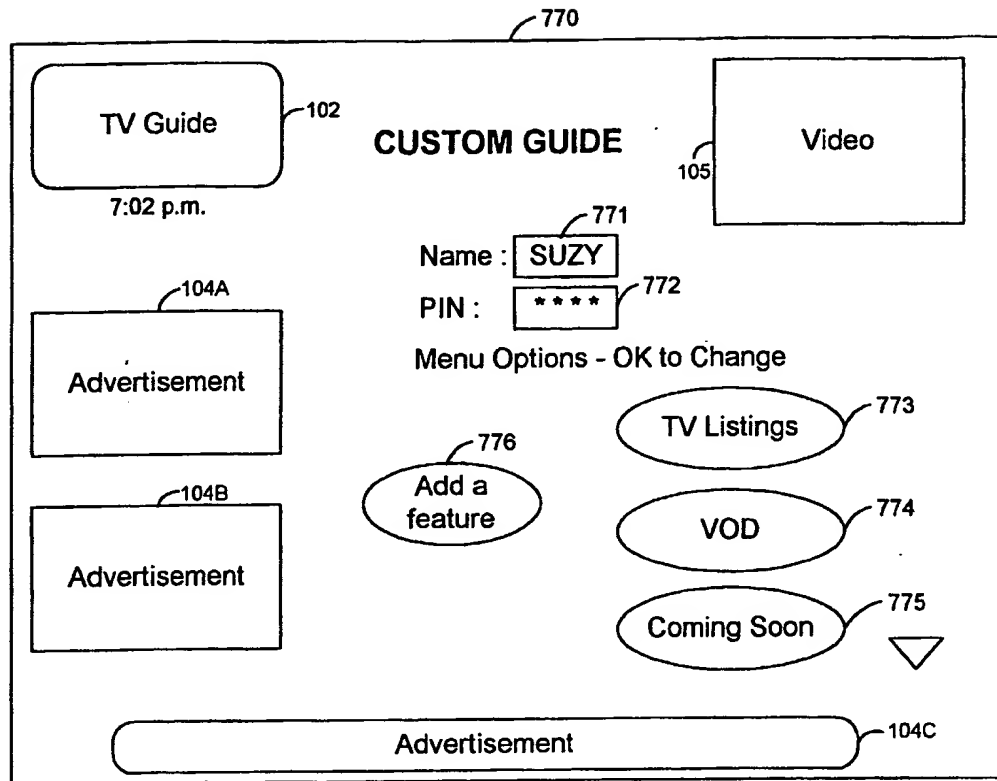 770
TV Guide
102
CUSTOM GUIDE
Video
105
7:02 p.m.
771
Name : SUZY
PIN : ****
772
Menu Options - OK to Change
104A
Advertisement
TV Listings
773
776
Add a
feature
104B
Advertisement
VOD
774
Coming Soon
775
Advertisement
104C